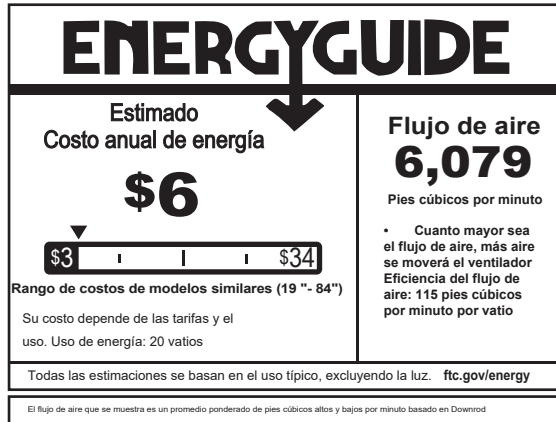 ENERGYGUIDE
Estimado
Costo anual de energía
$6
$3
$34
Rango de costos de modelos similares (19 "- 84")
Su costo depende de las tarifas y el
uso. Uso de energía: 20 vatios
Flujo de aire
6,079
Pies cúbicos por minuto
• Cuanto mayor sea
el flujo de aire, más aire
se moverá el ventilador
Eficiencia del flujo de
aire: 115 pies cúbicos
por minuto por vatio
Todas las estimaciones se basan en el uso típico, excluyendo la luz. ftc.gov/energy
El flujo de aire que se muestra es un promedio ponderado de pies cúbicos altos y bajos por minuto basado en Downrod